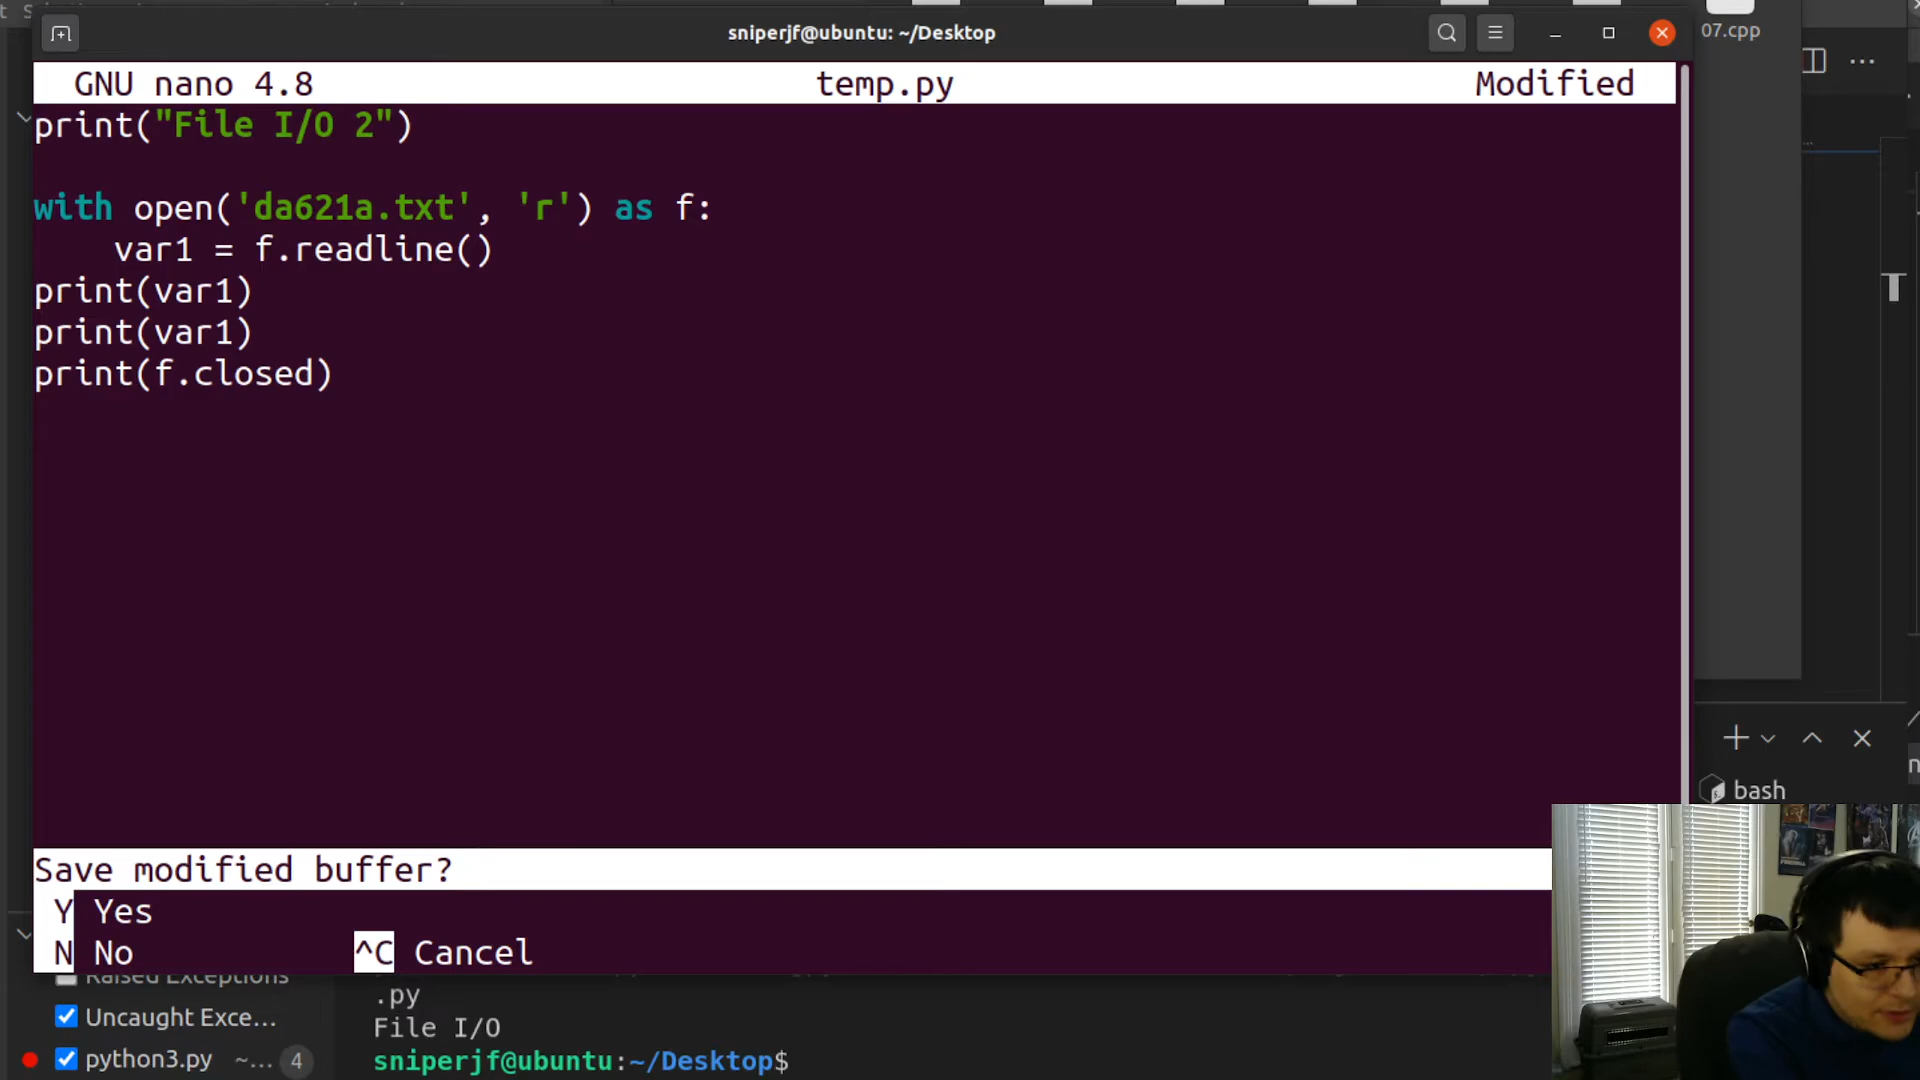 sniperjf@ubuntu: ~/Desktop
07.cpp
GNU nano 4.8 temp.py Modified
print("File I/O 2")
with open('da621a.txt', 'r') as f:
    var1 = f.readline()
print(var1)
print(var1)
print(f.closed)
bash
Save modified buffer?
Y Yes
N No ^C Cancel
Raised Exceptions
.py
Uncaught Exce...
File I/O
python3.py ~... 4
sniperjf@ubuntu:~/Desktop$